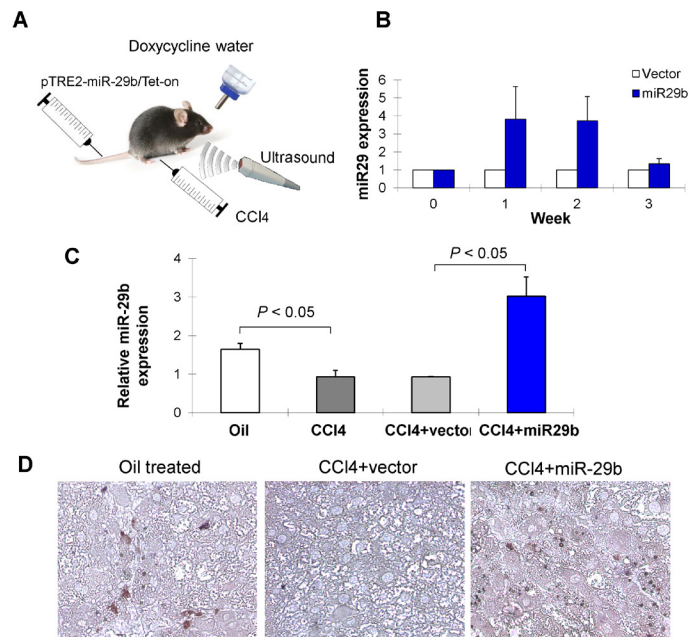 A
Doxycycline water
pTRE2-miR-29b/Tet-on
Ultrasound
CCl4
B
Vector
miR29b
miR29 expression
6
5
4
3
2
1
0
0 1 2 3
Week
C
P < 0.05
P < 0.05
Relative miR-29b
expression
4
3
2
1
0
Oil CCl4 CCl4+vector CCl4+miR29b
D
Oil treated CCl4+vector CCl4+miR-29b